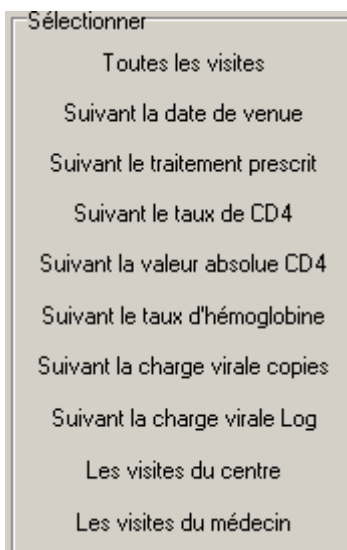 Sélectionner
Toutes les visites
Suivant la date de venue
Suivant le traitement prescrit
Suivant le taux de CD4
Suivant la valeur absolue CD4
Suivant le taux d'hémoglobine
Suivant la charge virale copies
Suivant la charge virale Log
Les visites du centre
Les visites du médecin